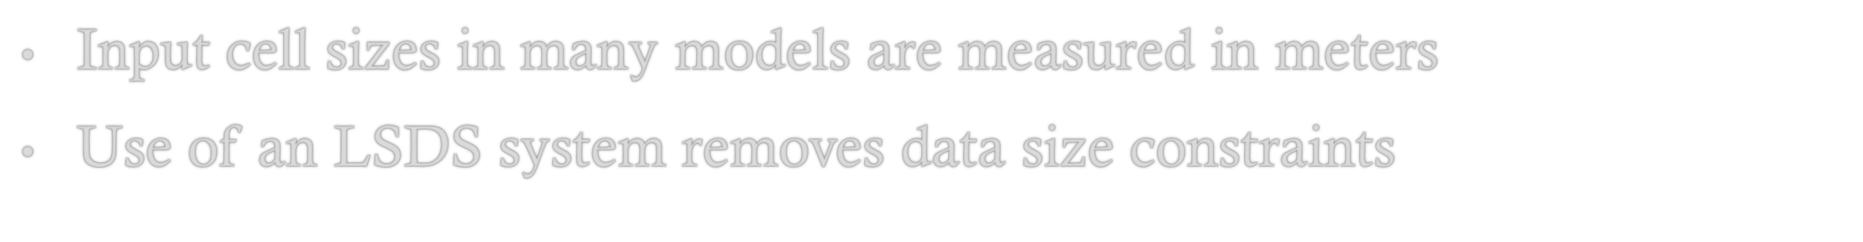 • Input cell sizes in many models are measured in meters
• Use of an LSDS system removes data size constraints